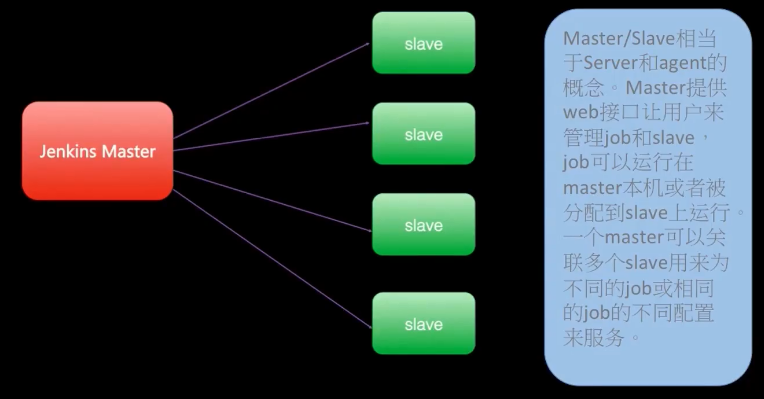 Jenkins Master
slave
slave
slave
slave
Master/Slave相当
于Server和agent的
概念。Master提供
web接口让用户来
管理job和slave，
job可以运行在
master本机或者被
分配到slave上运行。
一个master可以关
联多个slave用来为
不同的job或相同
的job的不同配置
来服务。